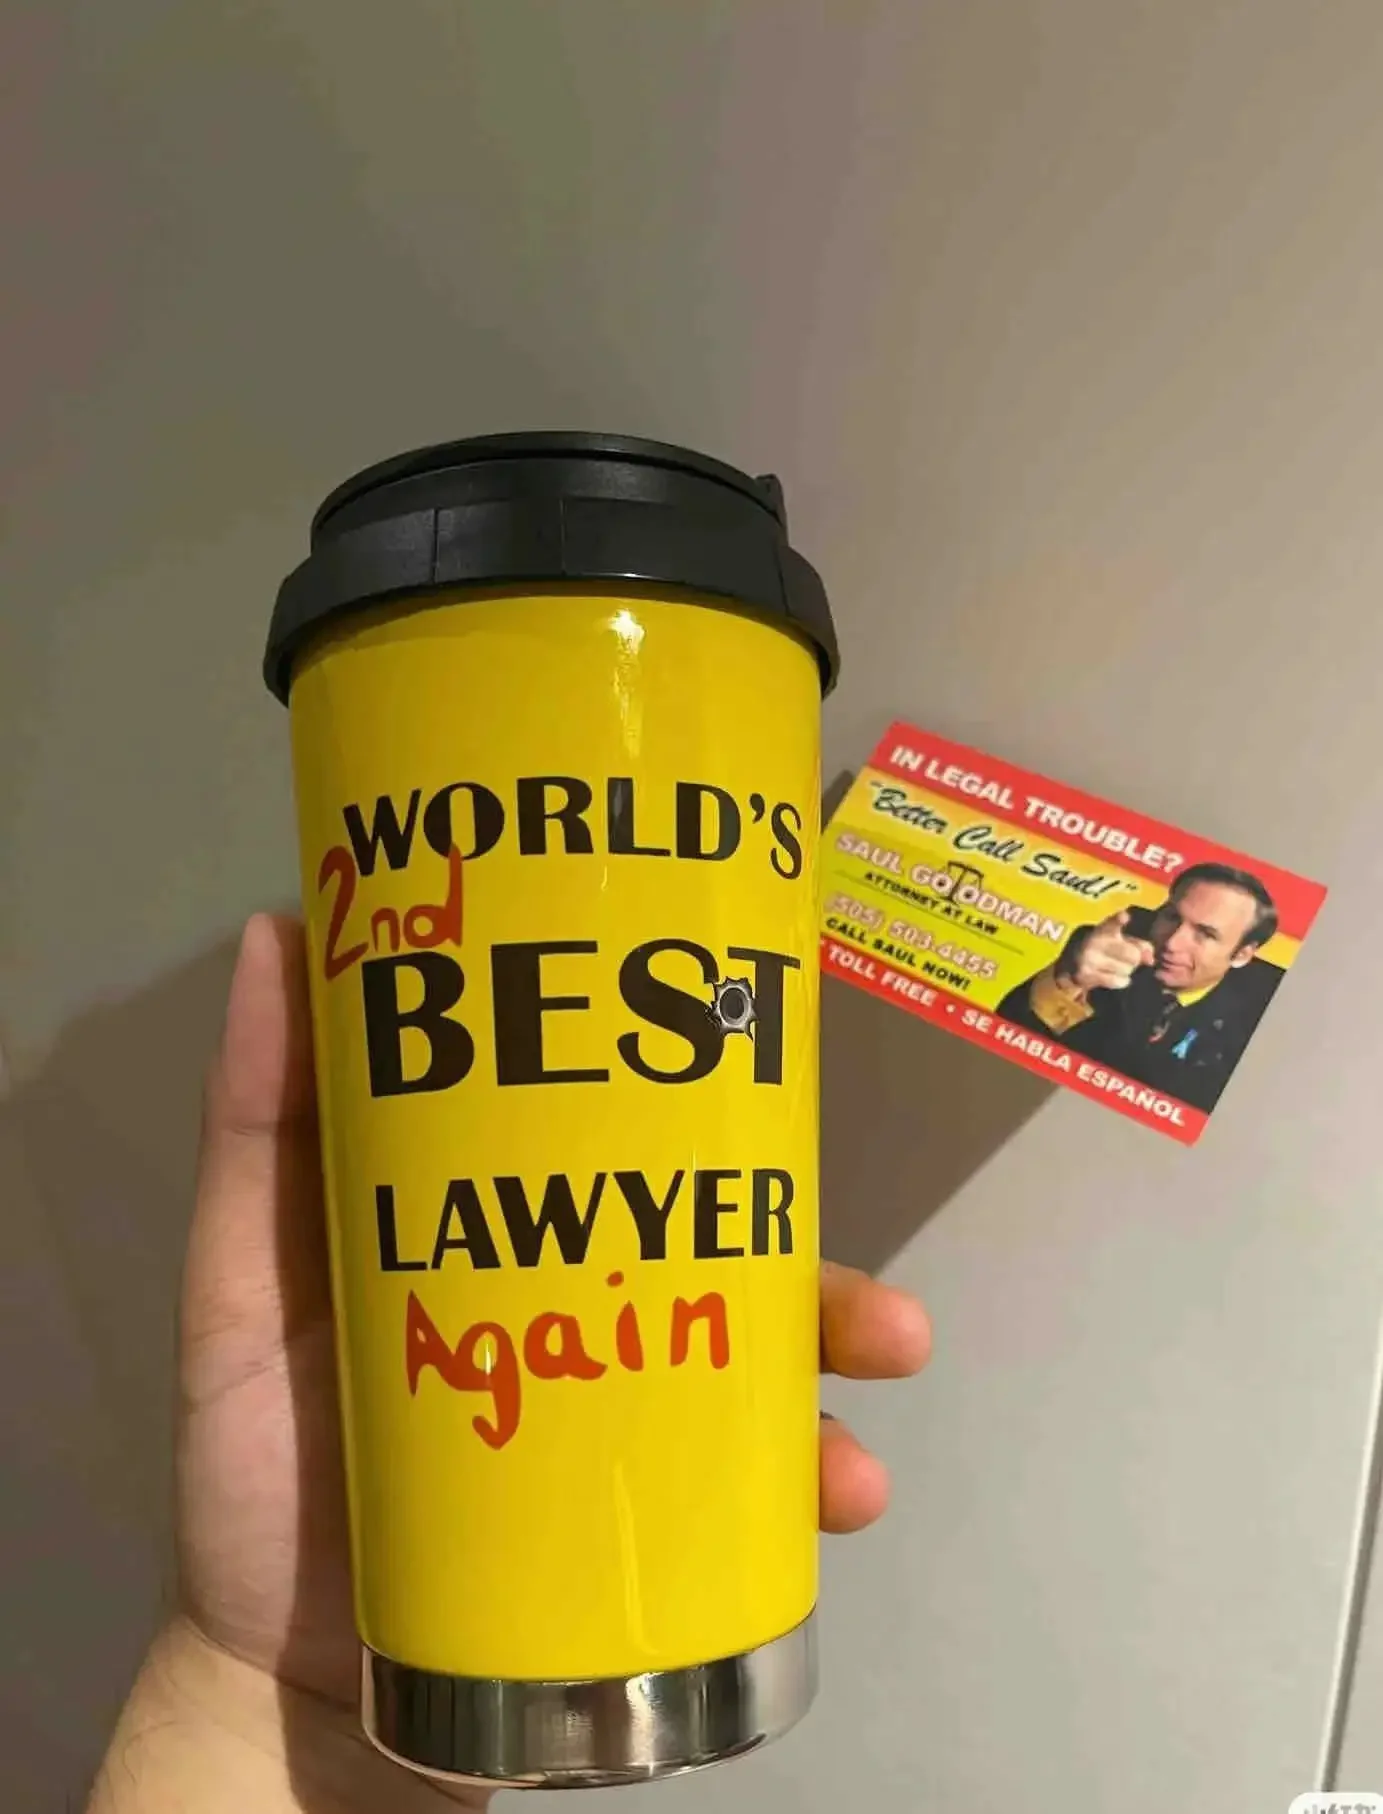 WORLD'S
2nd
BEST
LAWYER
Again
IN LEGAL TROUBLE?
"Better Call Saul!"
SAUL GOODMAN
ATTORNEY AT LAW
(505) 503-4455
CALL SAUL NOW!
TOLL FREE • SE HABLA ESPAÑOL